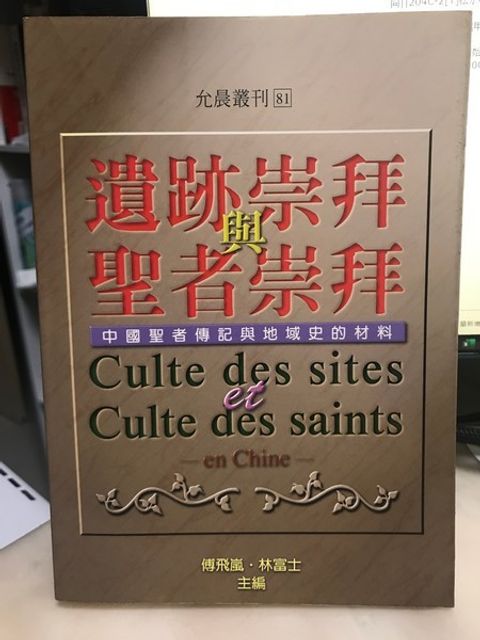 允晨叢刊 81
遺跡崇拜
與
聖者崇拜
中國聖者傳記與地域史的材料
Culte des sites
et
Culte des saints
— en Chine —
傅飛嵐・林富士
主編